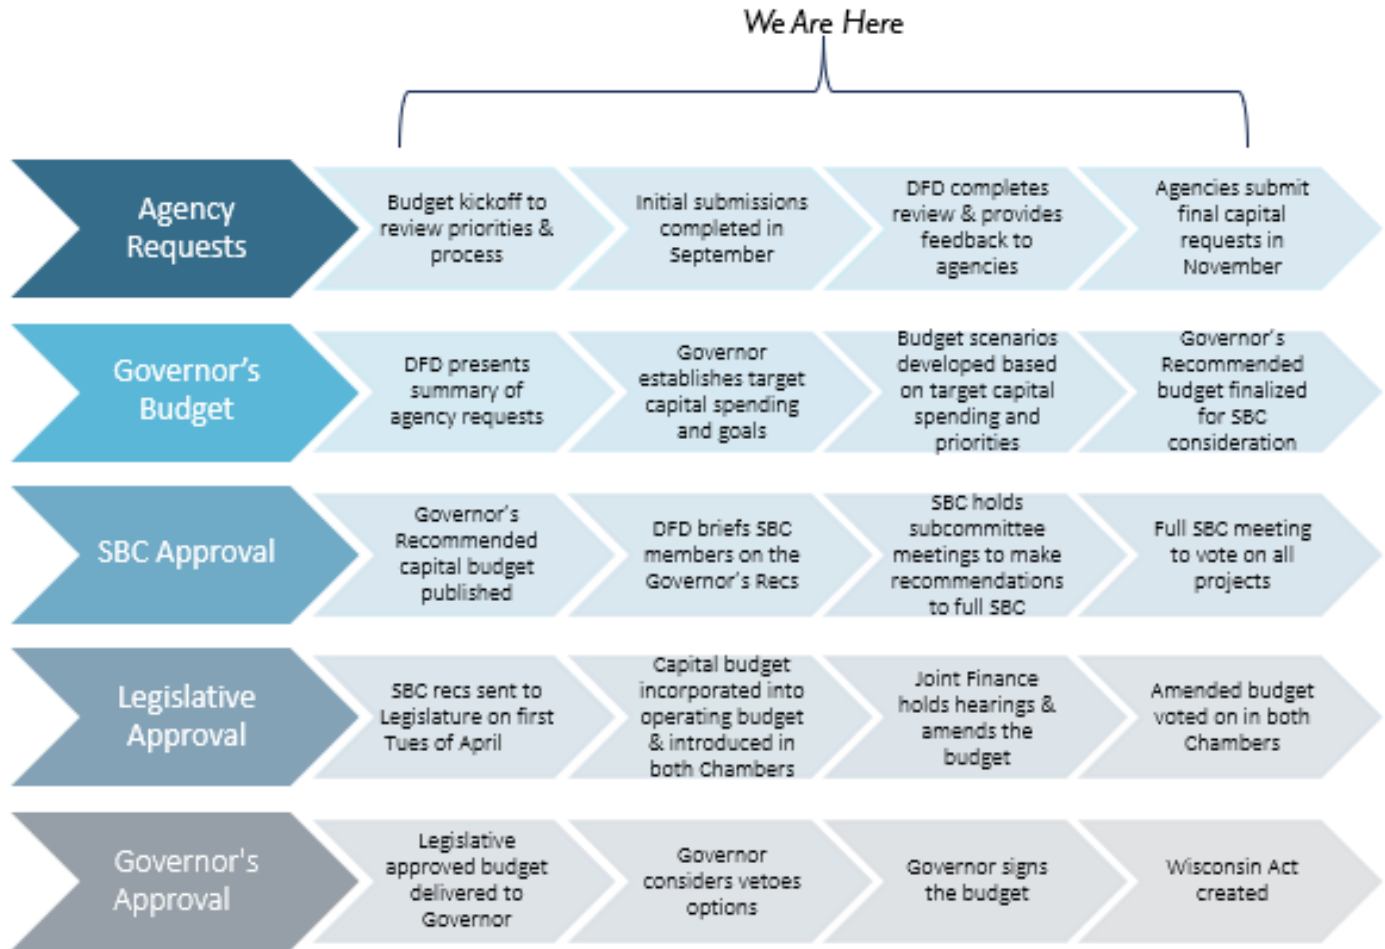 We Are Here
Agency
Requests
Budget kickoff to
review priorities &
process
Initial submissions
completed in
September
DFD completes
review & provides
feedback to
agencies
Agencies submit
final capital
requests in
November
Governor's
Budget
DFD presents
summary of
agency requests
Governor
establishes target
capital spending
and goals
Budget scenarios
developed based
on target capital
spending and
priorities
Governor's
Recommended
budget finalized
for SBC
consideration
SBC Approval
Governor's
Recommended
capital budget
published
DFD briefs SBC
members on the
Governor's Recs
SBC holds
subcommittee
meetings to make
recommendations
to full SBC
Full SBC meeting
to vote on all
projects
Legislative
Approval
SBC recs sent to
Legislature on first
Tues of April
Capital budget
incorporated into
operating budget
& introduced in
both Chambers
Joint Finance
holds hearings &
amends the
budget
Amended budget
voted on in both
Chambers
Governor's
Approval
Legislative
approved budget
delivered to
Governor
Governor
considers vetoes
options
Governor signs
the budget
Wisconsin Act
created